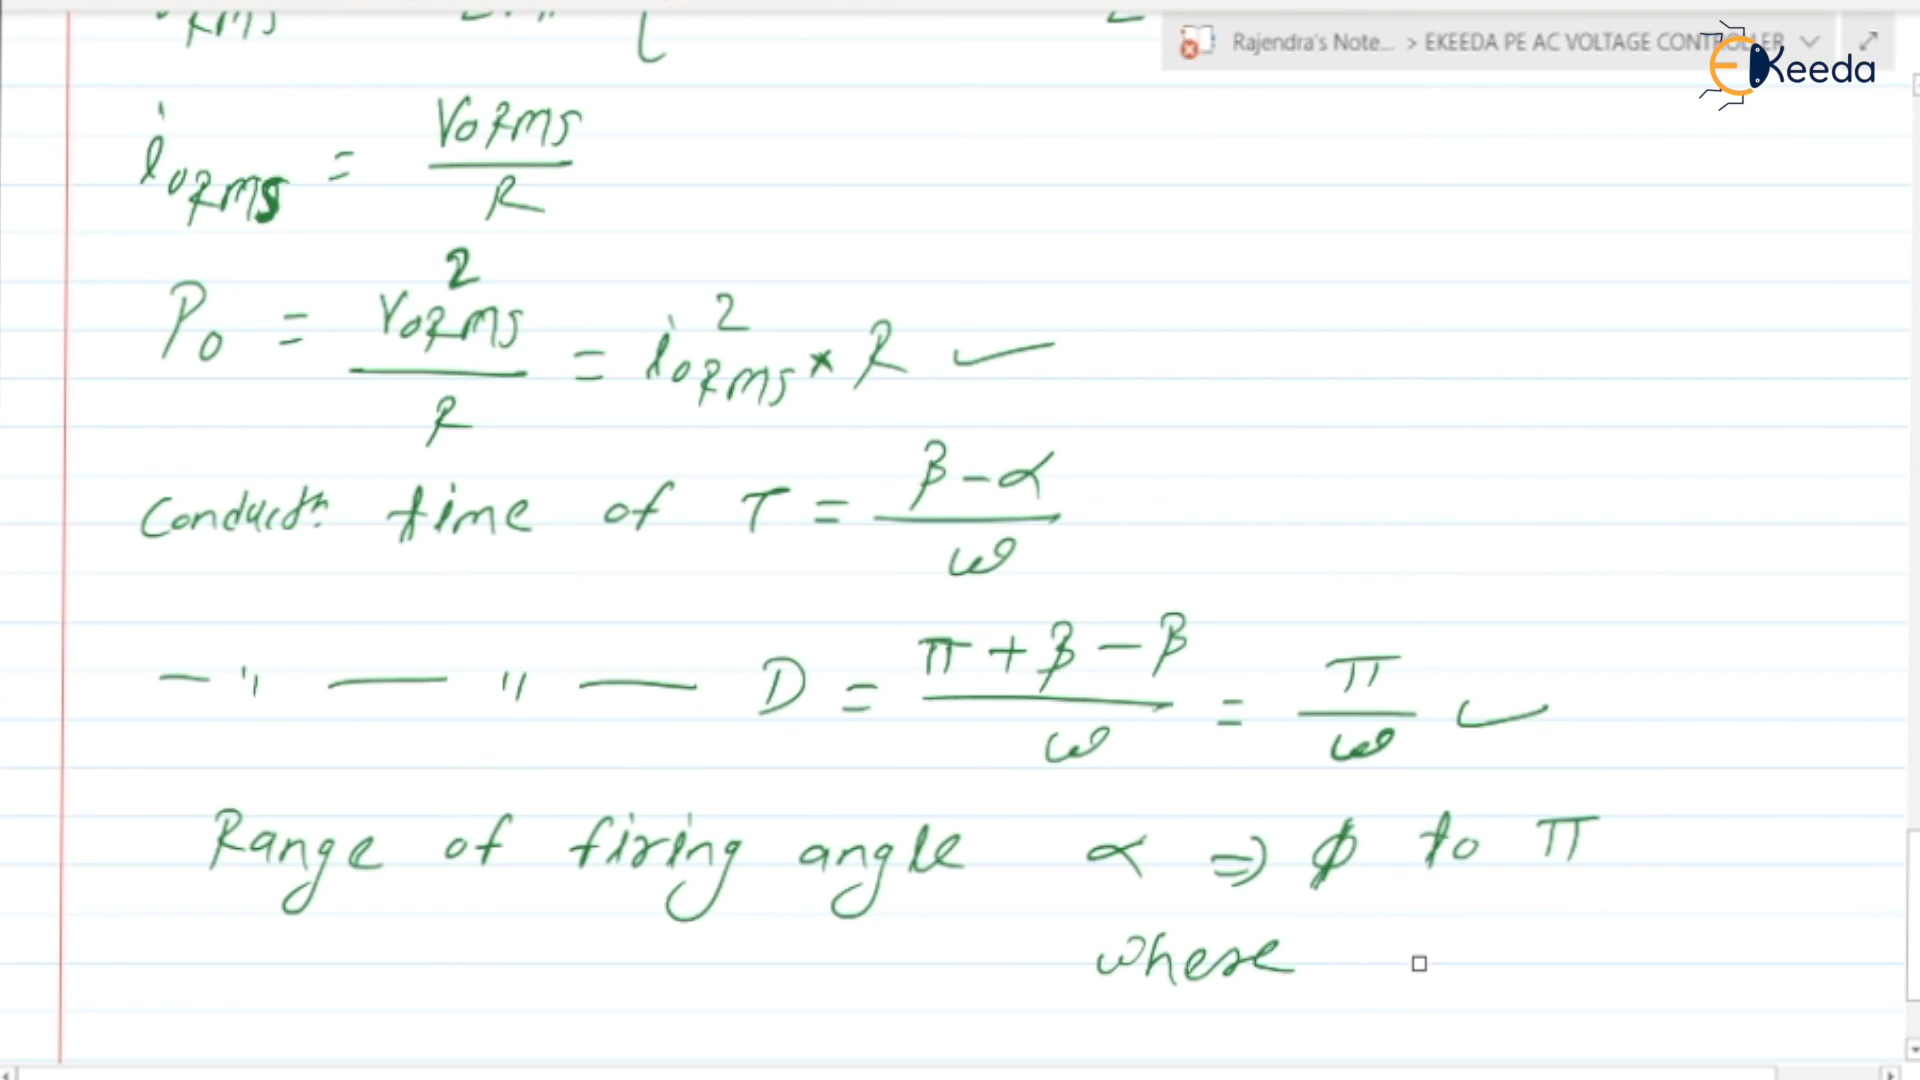 Rajendra's Note... > EKEEDA PE AC VOLTAGE CONTROLLER
EKeeda
i₀RMS = V₀RMS / R
P₀ = V₀RMS² / R = i₀RMS² * R ✓
Conductn time of T = β - α / ω
— " — " — D = π + β - β / ω = π / ω ✓
Range of firing angle α ⇒ ϕ to π
where